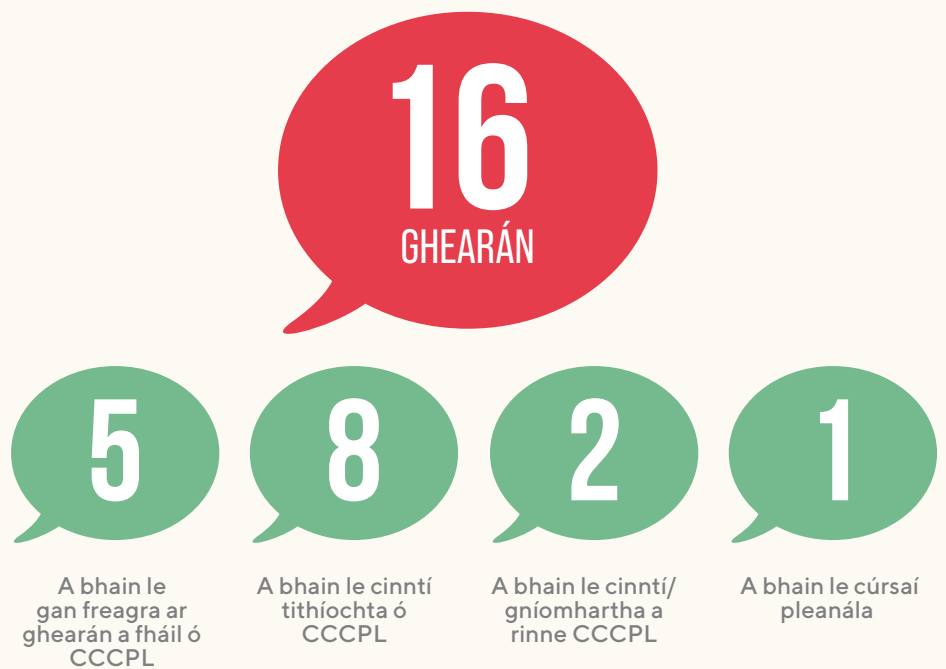 16
GHEARÁN
5
A bhain le
gan freagra ar
ghearán a fháil ó
CCCPL
8
A bhain le cinntí
tithíochta ó
CCCPL
2
A bhain le cinntí/
gníomhartha a
rinne CCCPL
1
A bhain le cúrsaí
pleanála